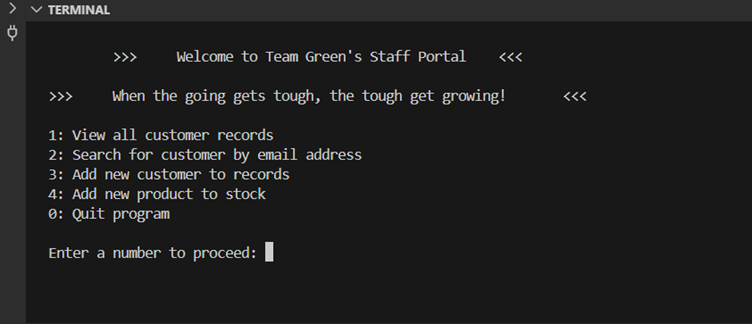 TERMINAL
>>> Welcome to Team Green's Staff Portal <<<
>>> When the going gets tough, the tough get growing! <<<
1: View all customer records
2: Search for customer by email address
3: Add new customer to records
4: Add new product to stock
0: Quit program
Enter a number to proceed: